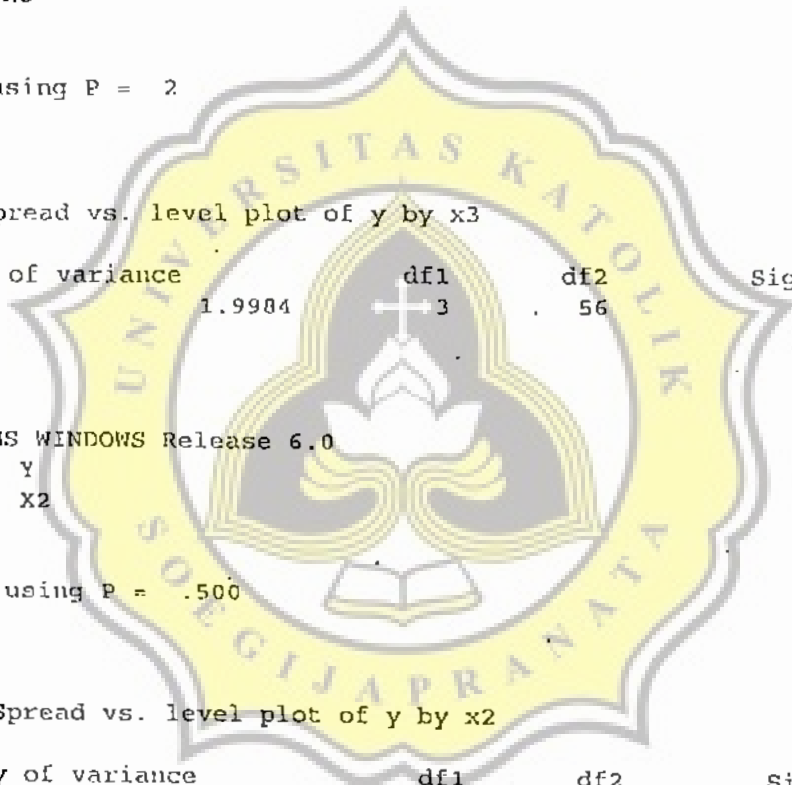 using P = 2
spread vs. level plot of y by x3
of variance df1 df2 Sig
1.9984 3 . 56
WINDOWS Release 6.0
Y
X2
using P = .500
Spread vs. level plot of y by x2
of variance df1 df2
UNIVERSITAS KATOLIK
SOEGIJAPRANATA